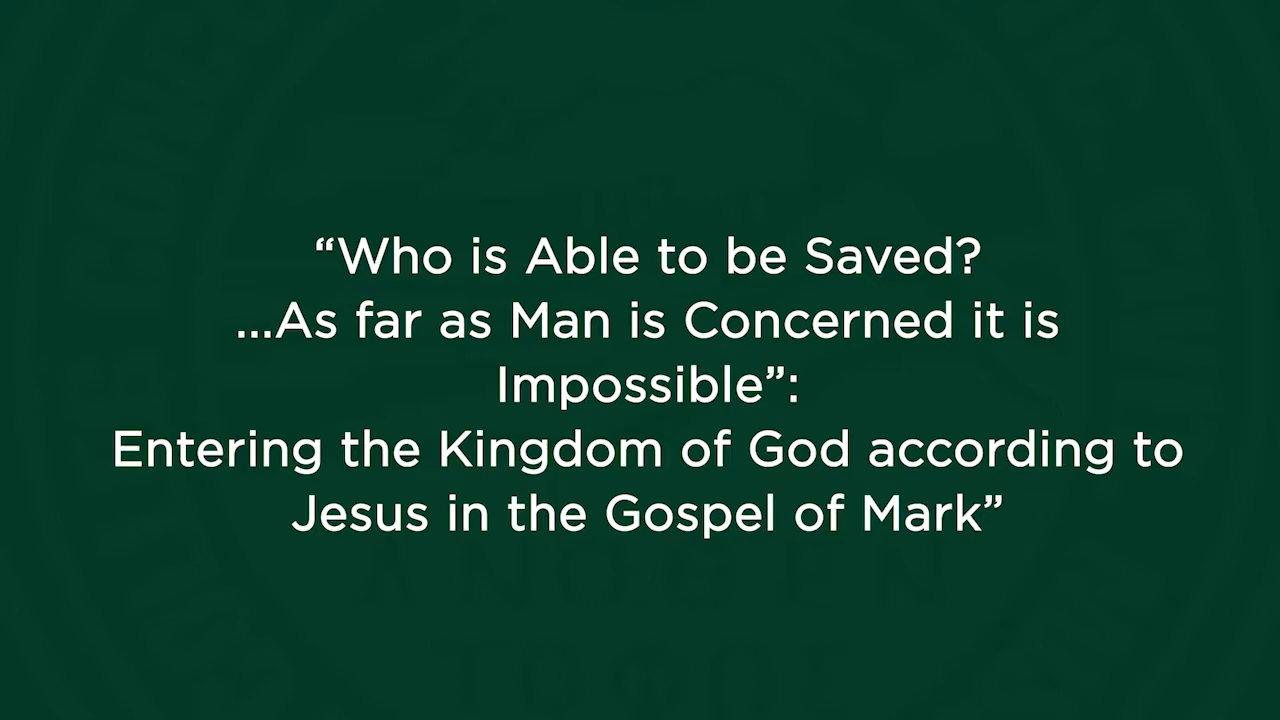 “Who is Able to be Saved?
...As far as Man is Concerned it is
Impossible”:
Entering the Kingdom of God according to
Jesus in the Gospel of Mark”